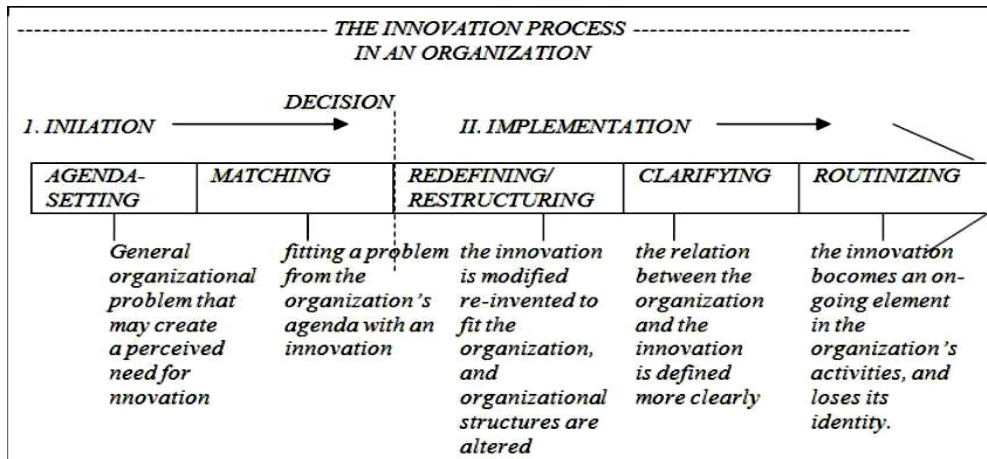 THE INNOVATION PROCESS
IN AN ORGANIZATION
DECISION
1. INILATION
II. IMPLEMENTATION
AGENDA-
SETTING
MATCHING
REDEFINING/
RESTRUCTURING
CLARIFYING
ROUTINIZING
General
organizational
problem that
may create
a perceived
need for
nnovation
fitting a problem
from the
organization's
agenda with an
innovation
the innovation
is modified
re-invented to
fit the
organization,
and
organizational
structures are
altered
the relation
between the
organization
and the
innovation
is defined
more clearly
the innovation
bocomes an on-
going element
in the
organization's
activities, and
loses its
identity.